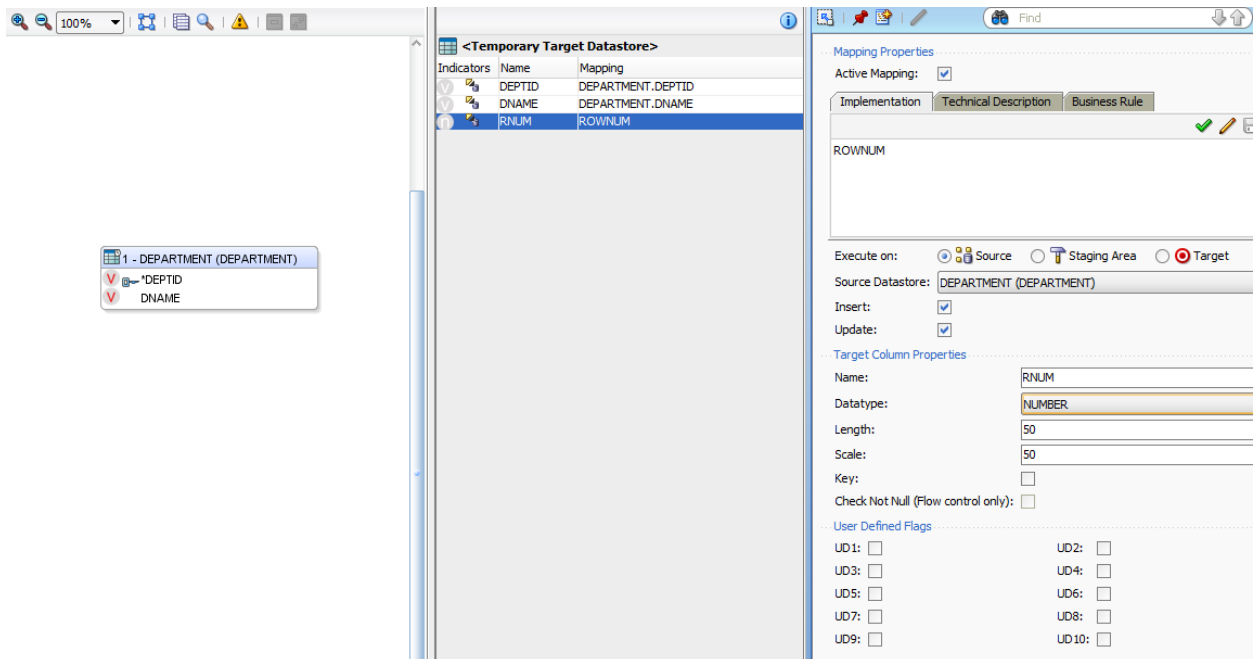 100%
1 - DEPARTMENT (DEPARTMENT)
V *DEPTID
V DNAME
<Temporary Target Datastore>
Indicators Name Mapping
V DEPTID DEPARTMENT.DEPTID
V DNAME DEPARTMENT.DNAME
n RNUM ROWNUM
Find
Mapping Properties
Active Mapping:
Implementation Technical Description Business Rule
ROWNUM
Execute on: Source Staging Area Target
Source Datastore: DEPARTMENT (DEPARTMENT)
Insert:
Update:
Target Column Properties
Name: RNUM
Datatype: NUMBER
Length: 50
Scale: 50
Key:
Check Not Null (Flow control only):
User Defined Flags
UD1: UD2:
UD3: UD4:
UD5: UD6:
UD7: UD8:
UD9: UD10: